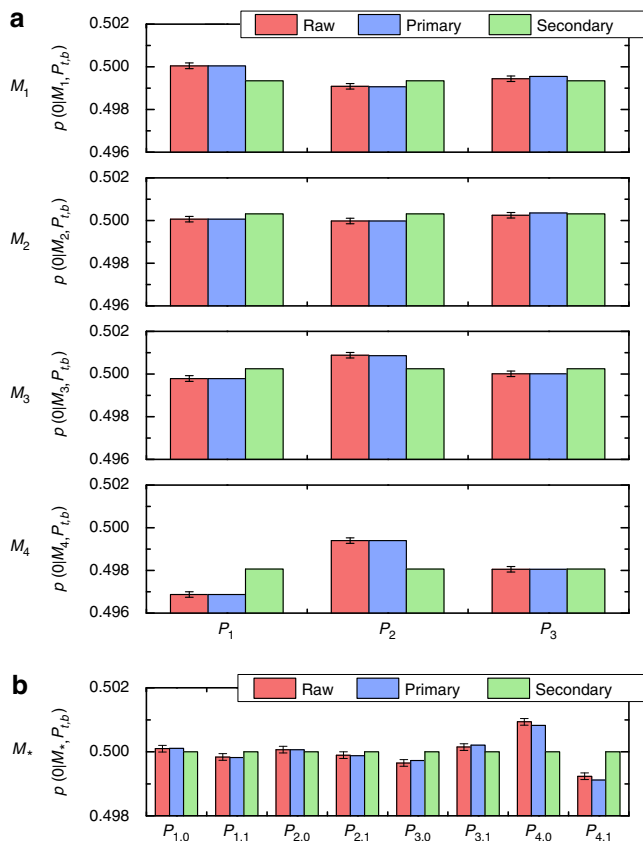 a
Raw Primary Secondary
M1
p (0|M1, Pt,b)
0.502
0.500
0.498
0.496
M2
p (0|M2, Pt,b)
0.502
0.500
0.498
0.496
M3
p (0|M3, Pt,b)
0.502
0.500
0.498
0.496
M4
p (0|M4, Pt,b)
0.502
0.500
0.498
0.496
P1 P2 P3
b
Raw Primary Secondary
M*
p (0|M*, Pt,b)
0.502
0.500
0.498
P1,0 P1,1 P2,0 P2,1 P3,0 P3,1 P4,0 P4,1